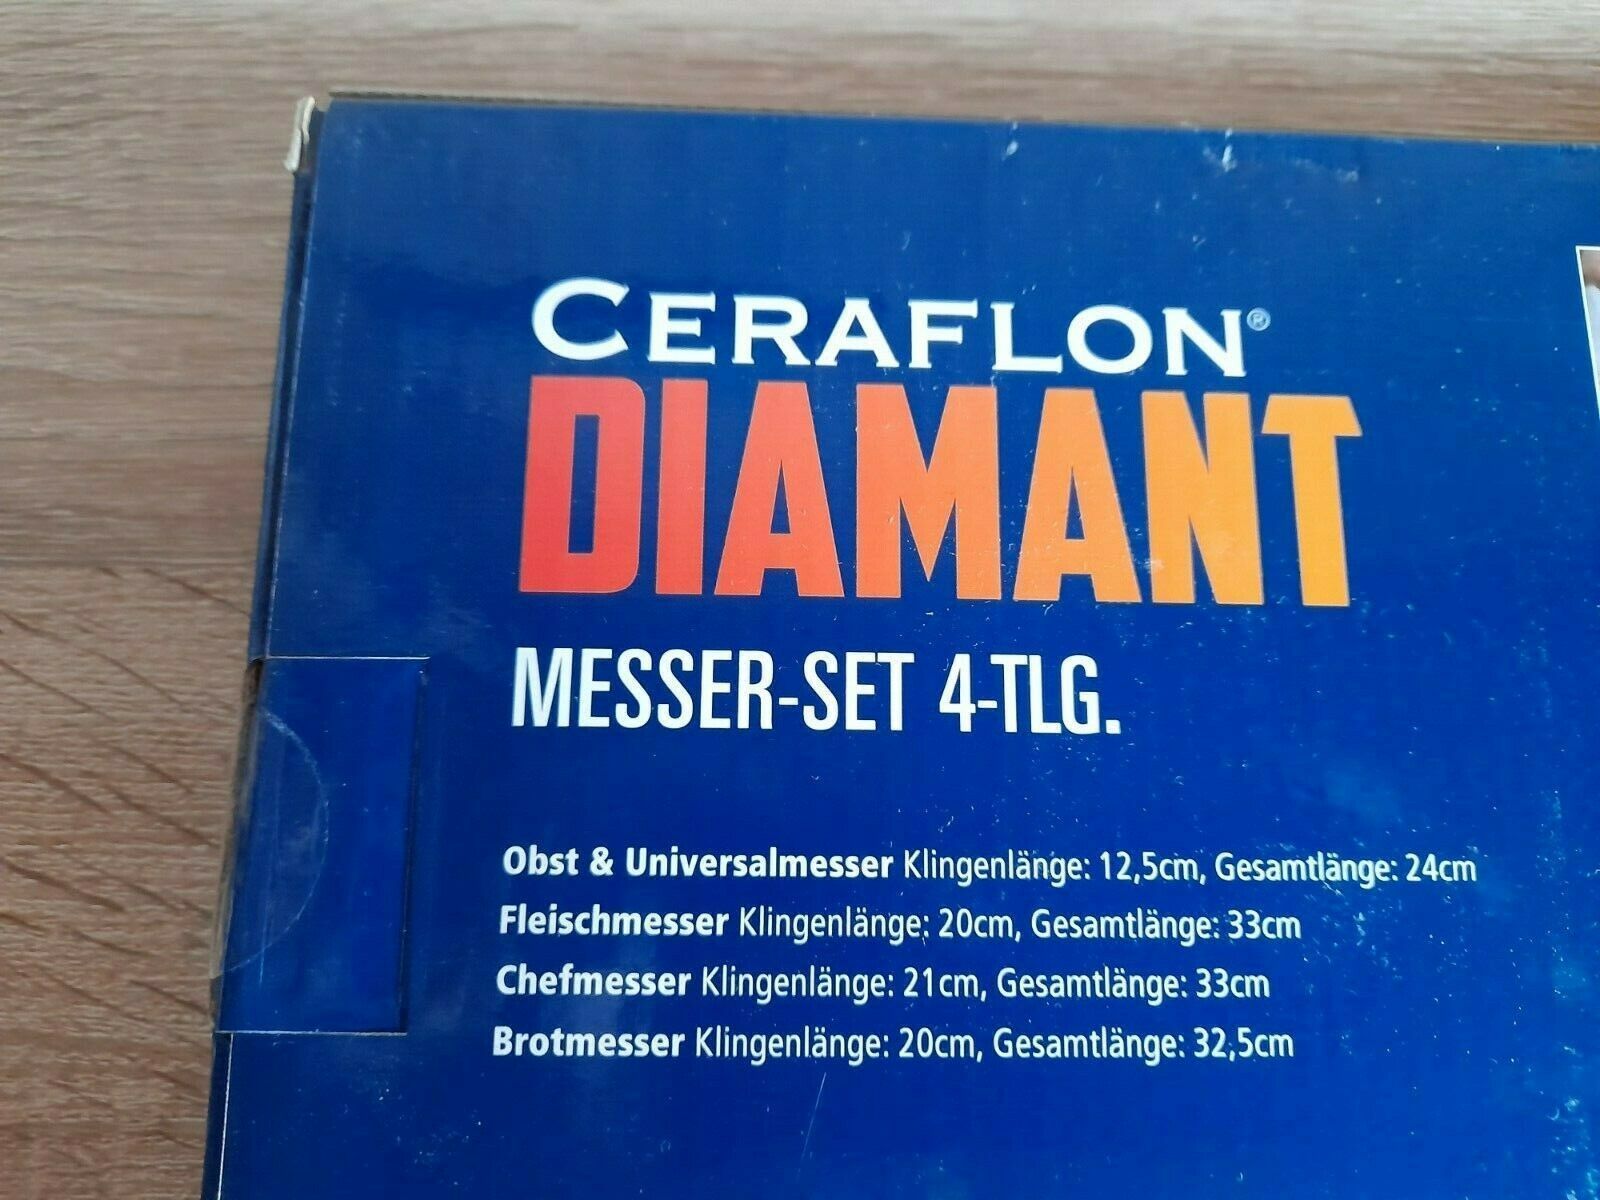 CERAFLON®
DIAMANT
MESSER-SET 4-TLG.
Obst & Universalmesser Klingenlänge: 12,5cm, Gesamtlänge: 24cm
Fleischmesser Klingenlänge: 20cm, Gesamtlänge: 33cm
Chefmesser Klingenlänge: 21cm, Gesamtlänge: 33cm
Brotmesser Klingenlänge: 20cm, Gesamtlänge: 32,5cm